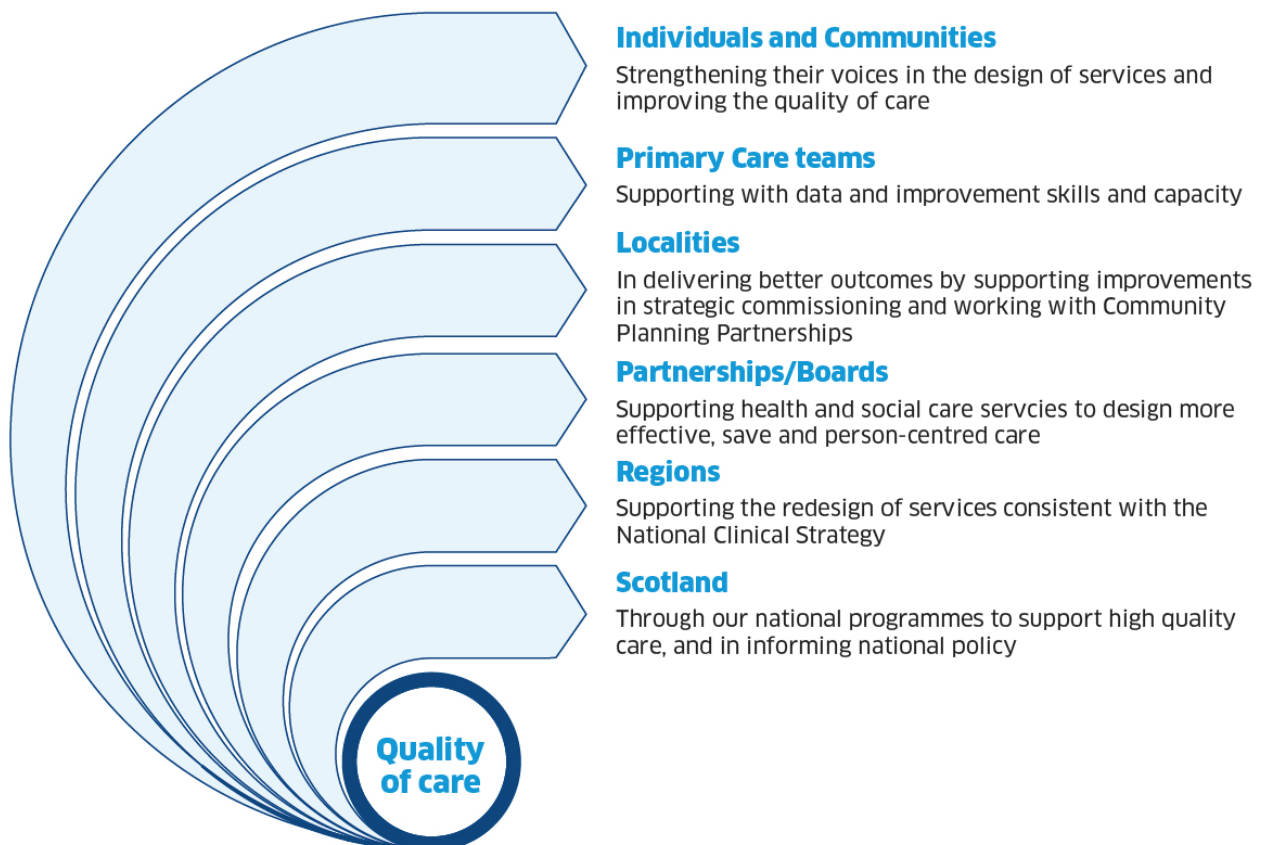 Individuals and Communities
Strengthening their voices in the design of services and
improving the quality of care
Primary Care teams
Supporting with data and improvement skills and capacity
Localities
In delivering better outcomes by supporting improvements
in strategic commissioning and working with Community
Planning Partnerships
Partnerships/Boards
Supporting health and social care servcies to design more
effective, save and person-centred care
Regions
Supporting the redesign of services consistent with the
National Clinical Strategy
Scotland
Through our national programmes to support high quality
care, and in informing national policy
Quality
of care